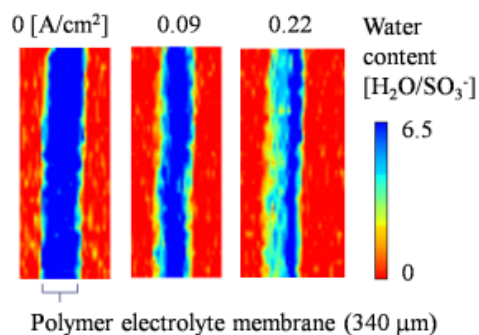 0 [A/cm²] 0.09 0.22 Water
content
[H₂O/SO₃⁻]
6.5
0
Polymer electrolyte membrane (340 μm)